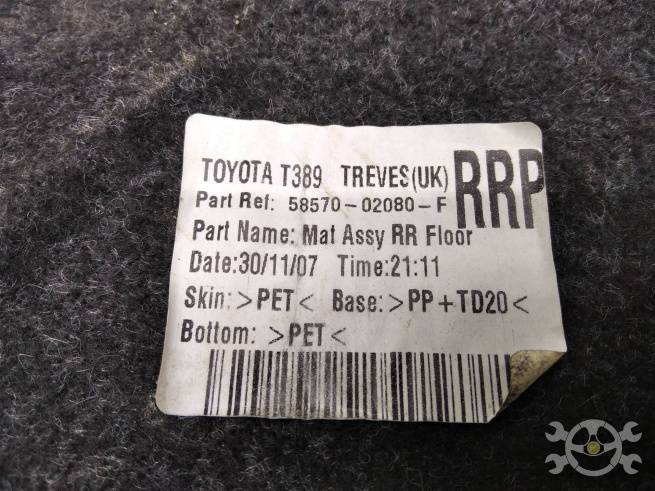 TOYOTA T389 TREVES(UK) RRP
Part Ref: 58570-02080-F
Part Name: Mat Assy RR Floor
Date:30/11/07 Time:21:11
Skin: >PET< Base: >PP+TD20<
Bottom: >PET<